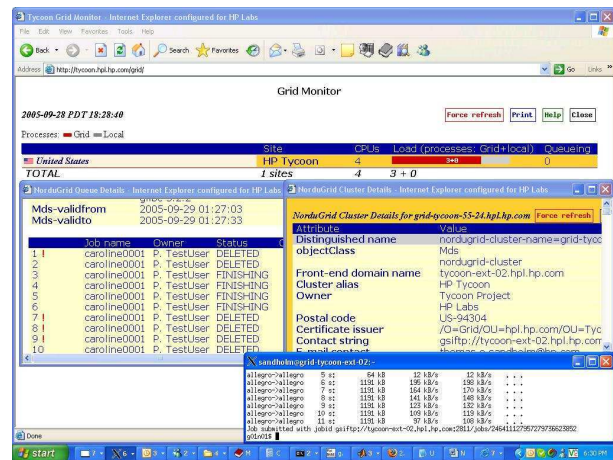 Tycoon Grid Monitor - Internet Explorer configured for HP Labs
File Edit View Favorites Tools Help
Back Search Favorites
Address http://tycoon.hpl.hp.com/grid/ Go Links
Grid Monitor
2005-09-28 PDT 18:28:40 Force refresh Print Help Close
Processes: Grid Local
Site CPUs Load (processes: Grid+local) Queueing
United States HP Tycoon 4 3+0 0
TOTAL 1 sites 4 3 + 0
NorduGrid Queue Details - Internet Explorer configured for HP Labs
Mds-validfrom 2005-09-29 01:27:03
Mds-validto 2005-09-29 01:27:33
Job name Owner Status
1 ! caroline0001 P. TestUser DELETED
2 caroline0001 P. TestUser DELETED
3 caroline0001 P. TestUser FINISHING
4 caroline0001 P. TestUser FINISHING
5 caroline0001 P. TestUser FINISHING
6 caroline0001 P. TestUser FINISHING
7 ! caroline0001 P. TestUser DELETED
8 ! caroline0001 P. TestUser DELETED
9 ! caroline0001 P. TestUser DELETED
10 caroline0001 P. TestUser DELETED
NorduGrid Cluster Details - Internet Explorer configured for HP Labs
NorduGrid Cluster Details for grid-tycoon-55-24.hpl.hp.com Force refresh
Attribute Value
Distinguished name nordugrid-cluster-name=grid-tyco
objectClass Mds
nordugrid-cluster
Front-end domain name tycoon-ext-02.hpl.hp.com
Cluster alias HP Tycoon
Owner Tycoon Project
HP Labs
Postal code US-94304
Certificate issuer /O=Grid/OU=hpl.hp.com/OU=Tyc
Contact string gsiftp://tycoon-ext-02.hpl.hp.com
E-mail contact
sandholm@grid-tycoon-ext-02:~
allegro->allegro 5 s: 64 kB 12 kB/s 12 kB/s . . .
allegro->allegro 6 s: 1191 kB 195 kB/s 198 kB/s . . .
allegro->allegro 7 s: 1191 kB 164 kB/s 170 kB/s . . .
allegro->allegro 8 s: 1191 kB 141 kB/s 148 kB/s . . .
allegro->allegro 9 s: 1191 kB 123 kB/s 132 kB/s . . .
allegro->allegro 10 s: 1191 kB 109 kB/s 119 kB/s . . .
allegro->allegro 11 s: 1191 kB 97 kB/s 108 kB/s . . .
Job submitted with jobid gsiftp://tycoon-ext-02.hpl.hp.com:2811/jobs/
g01n01$
Done
start 6:30 PM